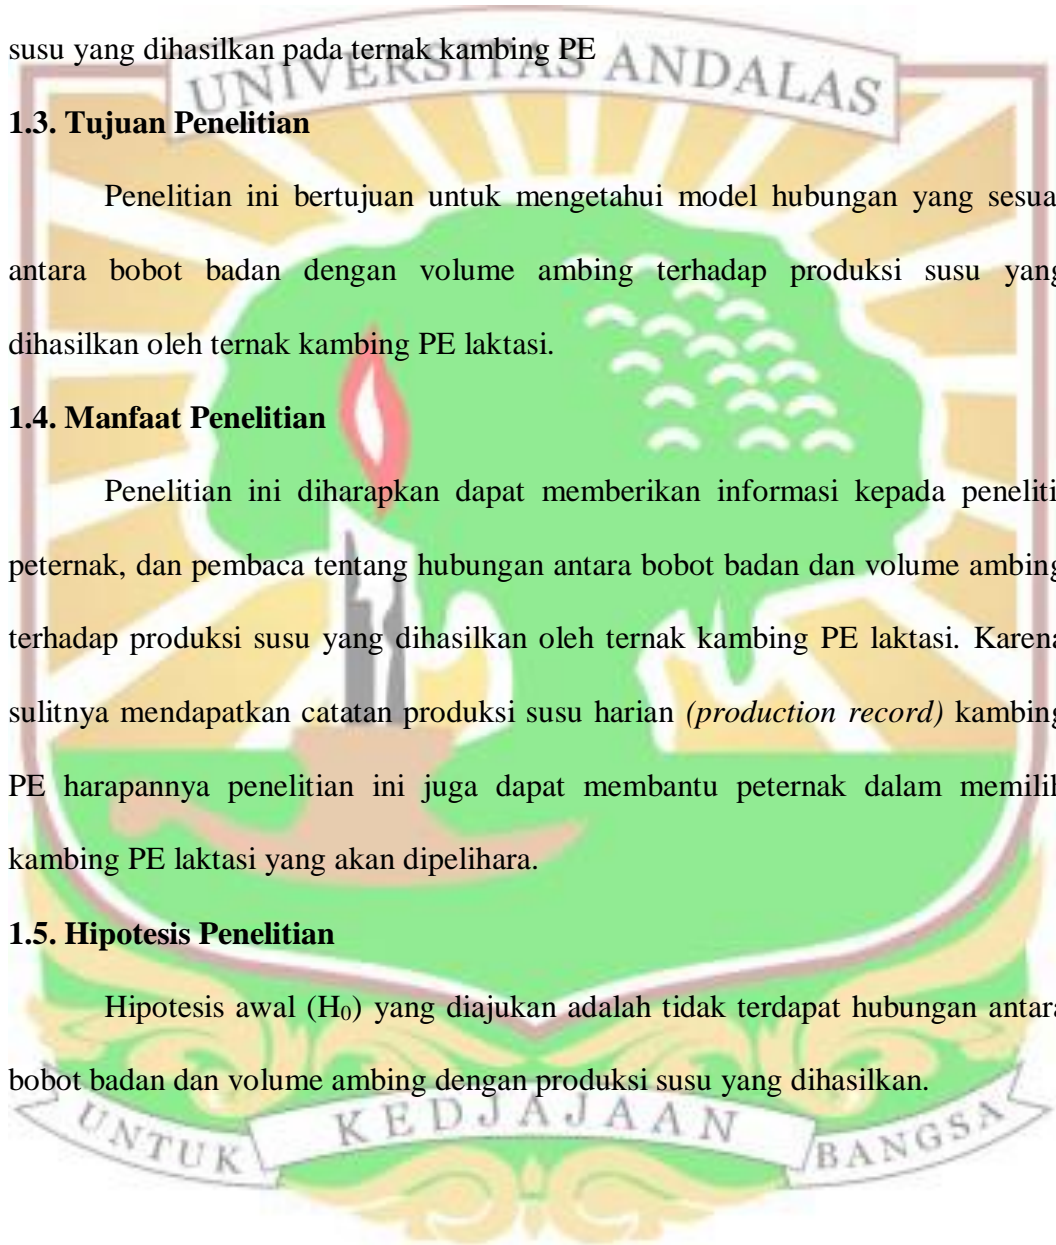 susu yang dihasilkan pada ternak kambing PE
UNIVERSITAS ANDALAS
1.3. Tujuan Penelitian
Penelitian ini bertujuan untuk mengetahui model hubungan yang sesuai
antara bobot badan dengan volume ambing terhadap produksi susu yang
dihasilkan oleh ternak kambing PE laktasi.
1.4. Manfaat Penelitian
Penelitian ini diharapkan dapat memberikan informasi kepada peneliti
peternak, dan pembaca tentang hubungan antara bobot badan dan volume ambing
terhadap produksi susu yang dihasilkan oleh ternak kambing PE laktasi. Karena
sulitnya mendapatkan catatan produksi susu harian (production record) kambing
PE harapannya penelitian ini juga dapat membantu peternak dalam memilih
kambing PE laktasi yang akan dipelihara.
1.5. Hipotesis Penelitian
Hipotesis awal (H₀) yang diajukan adalah tidak terdapat hubungan antara
bobot badan dan volume ambing dengan produksi susu yang dihasilkan.
UNTUK KEDJAJAAN BANGSA